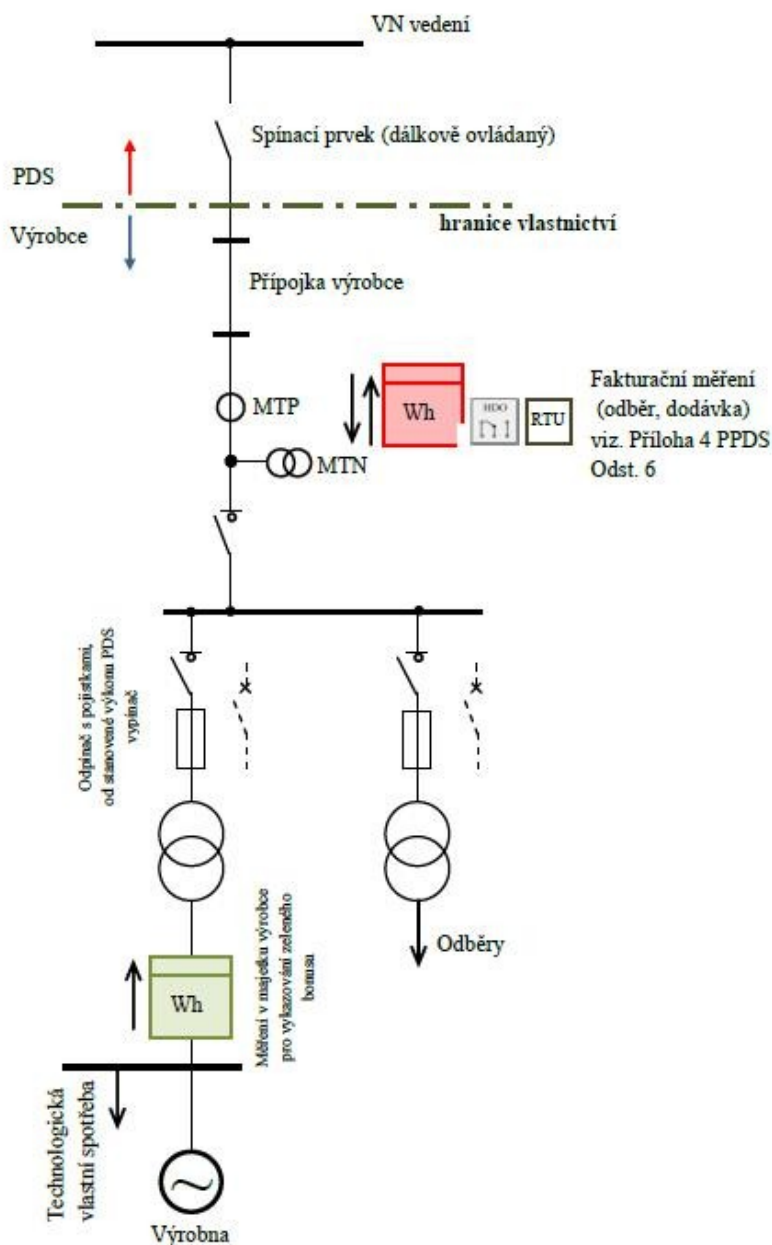 VN vedení
Spínací prvek (dálkově ovládaný)
PDS
hranice vlastnictví
Výrobce
Přípojka výrobce
MTP
Wh
HDO
RTU
Fakturační měření
(odběr, dodávka)
viz. Příloha 4 PPDS
Odst. 6
MTN
Odpínač s pojistkami,
od stanovené výkonu PDS
vypínač
Odběry
Wh
Měření v majetku výrobce
pro vykazování zeleného
bonusu
Technologická
vlastní spotřeba
Výrobna